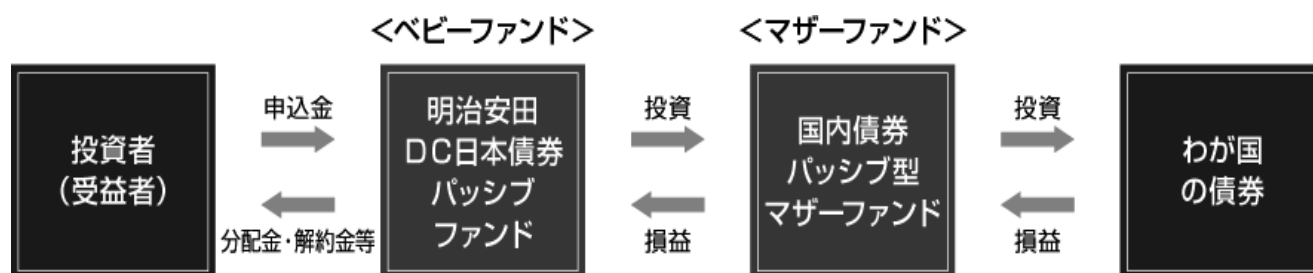 <ベビーファンド>
<マザーファンド>
投資者
(受益者)
申込金
分配金・解約金等
明治安田
DC日本債券
パッシブ
ファンド
投資
損益
国内債券
パッシブ型
マザーファンド
投資
損益
わが国
の債券